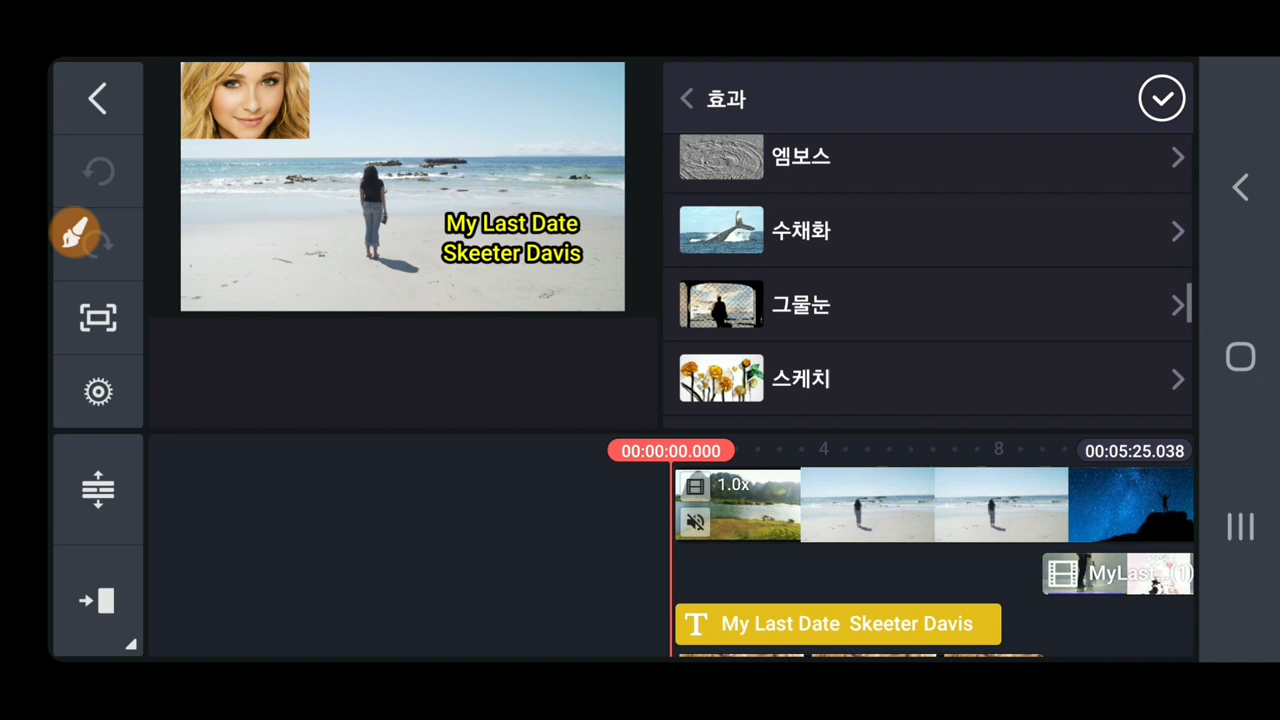 효과
엠보스
수채화
My Last Date
Skeeter Davis
그물눈
스케치
00:00:00.000
4
8
00:05:25.038
1.0x
MyLast...(1)
T My Last Date Skeeter Davis